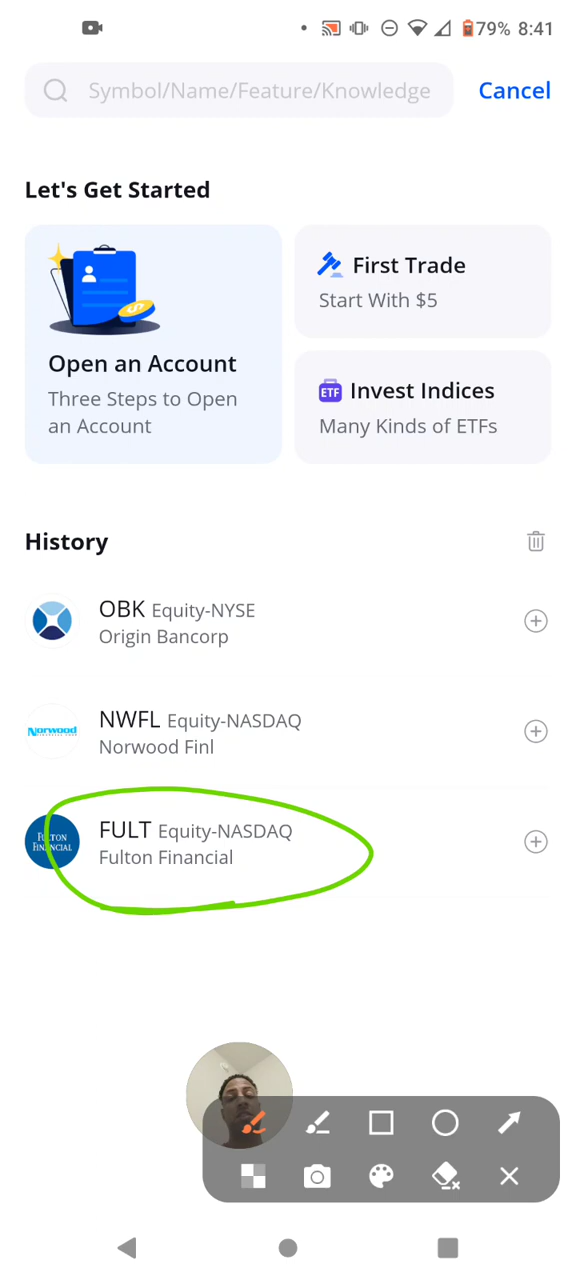 79% 8:41
Symbol/Name/Feature/Knowledge
Cancel
Let's Get Started
Open an Account
Three Steps to Open
an Account
First Trade
Start With $5
ETF
Invest Indices
Many Kinds of ETFs
History
OBK Equity-NYSE
Origin Bancorp
Norwood
NWFL Equity-NASDAQ
Norwood Finl
FULTON
FINANCIAL
FULT Equity-NASDAQ
Fulton Financial